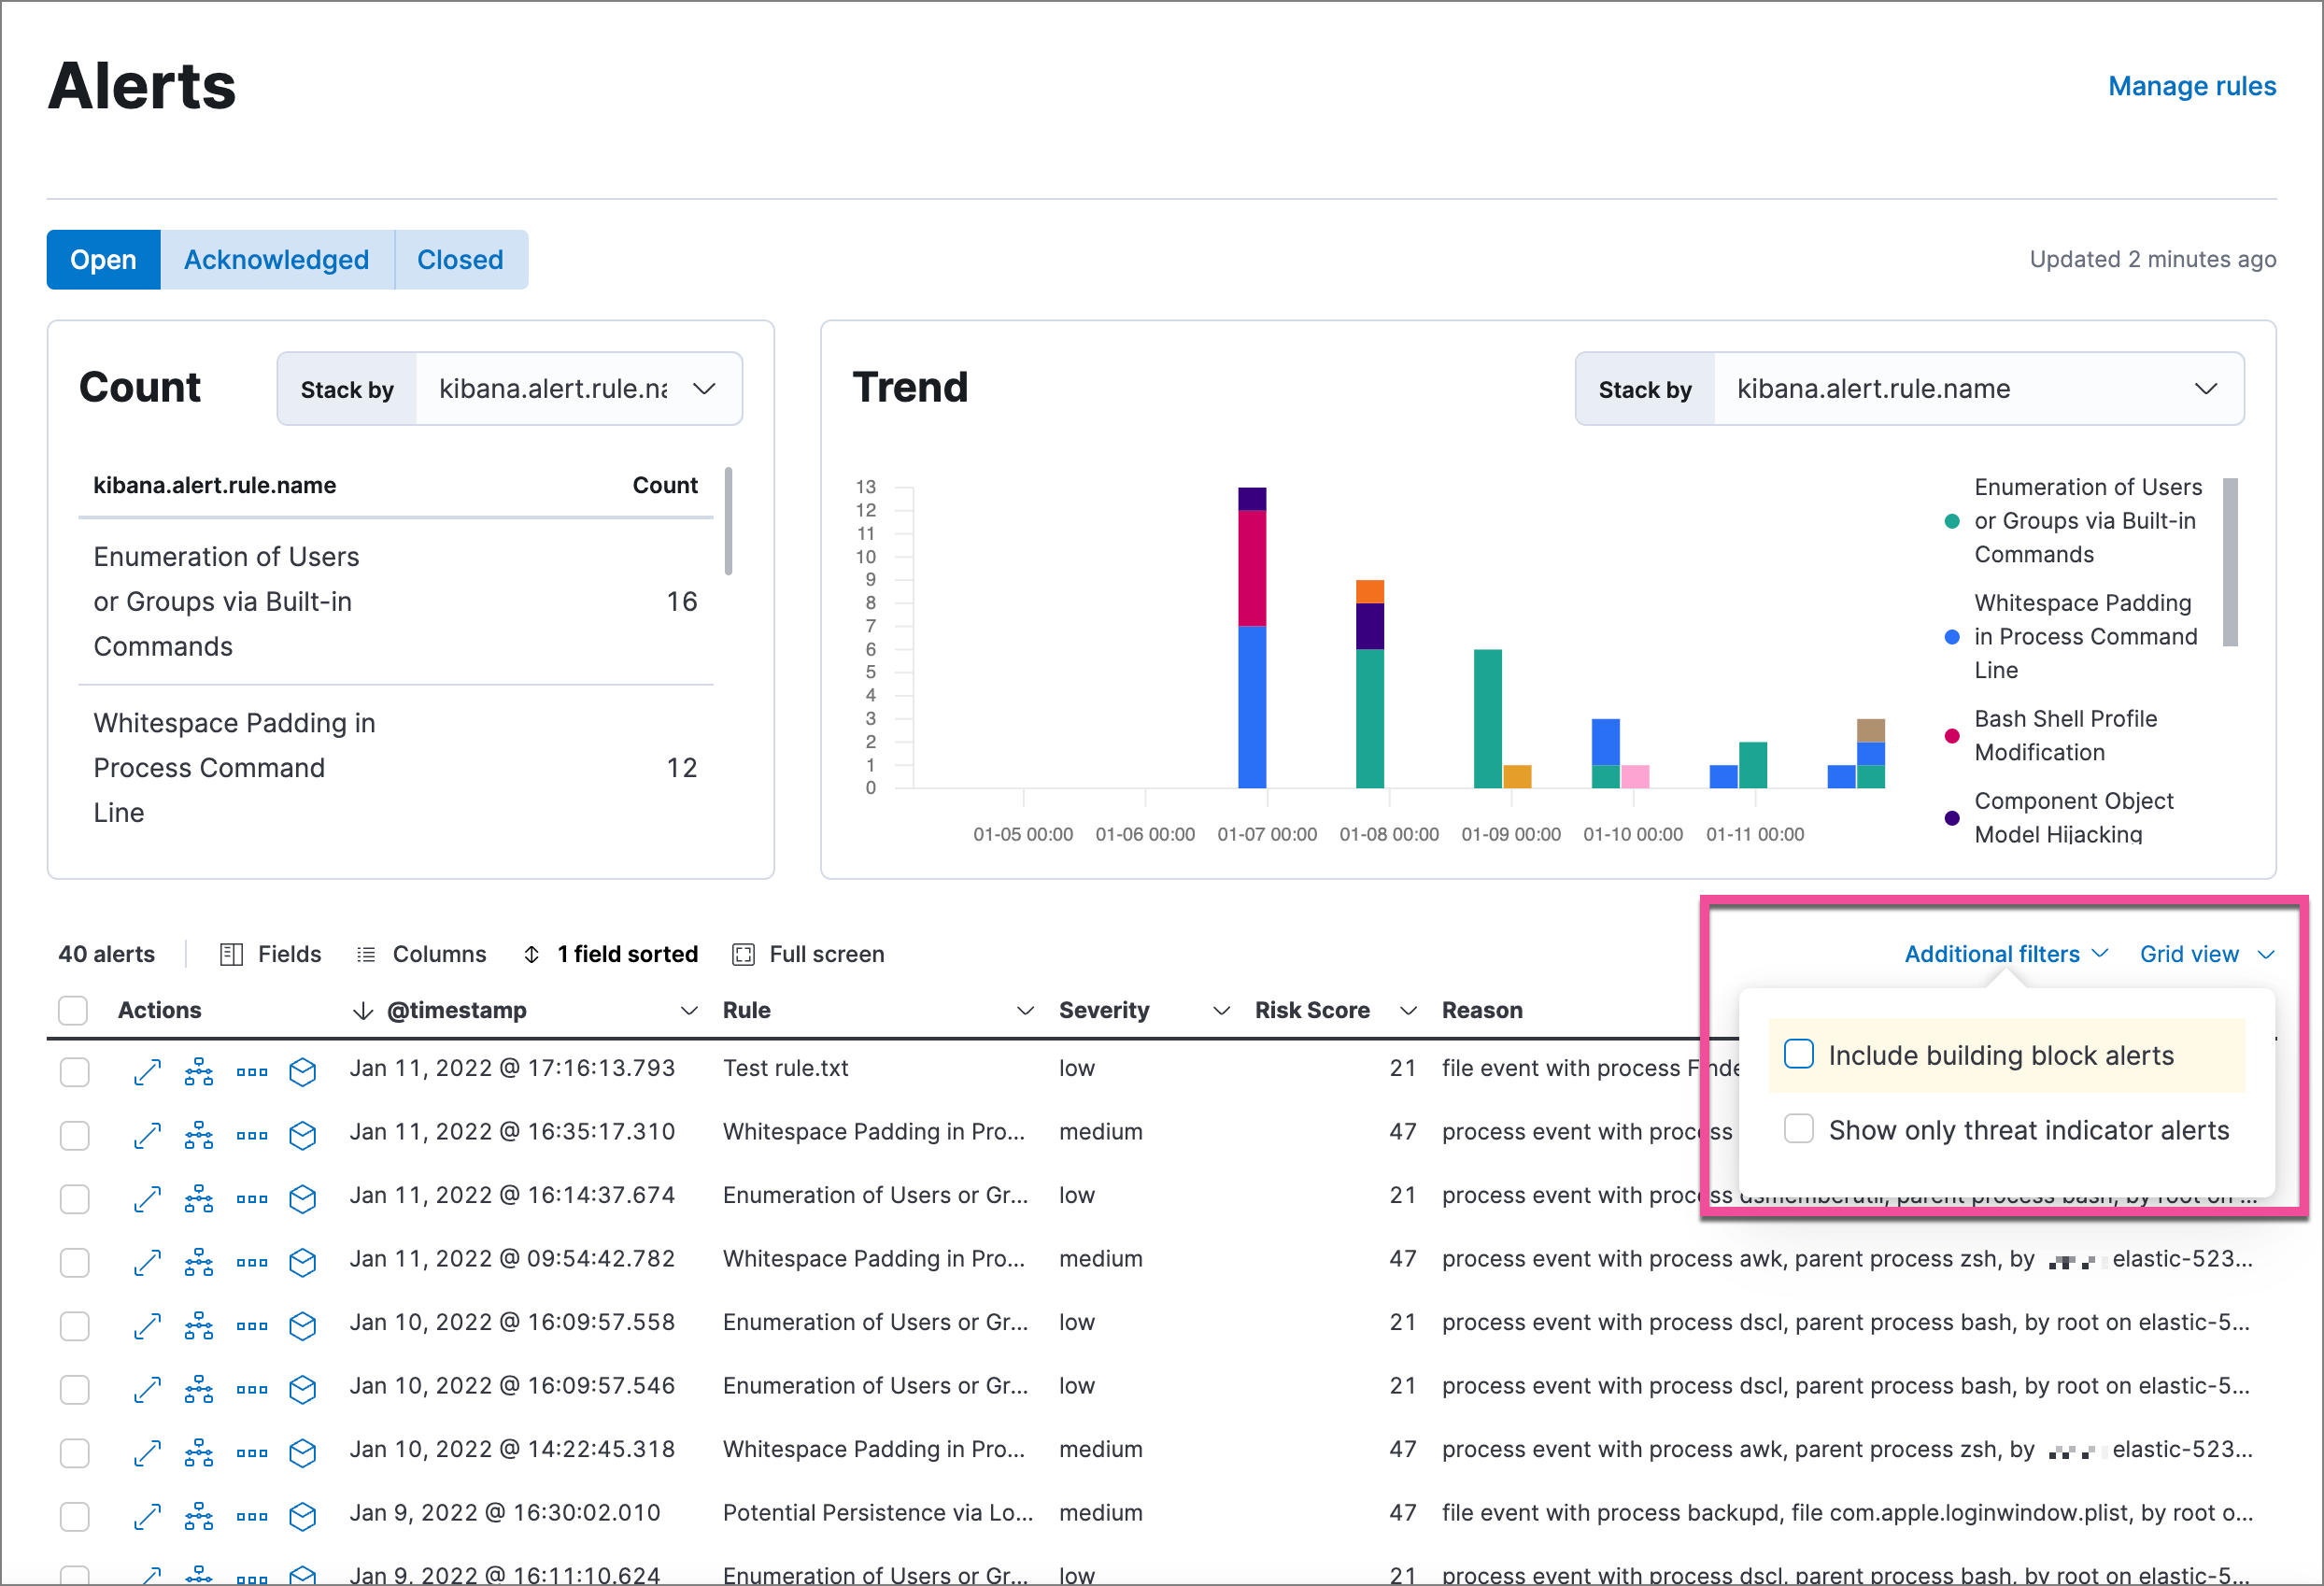 Alerts
Manage rules
Open Acknowledged Closed
Updated 2 minutes ago
Count
Stack by kibana.alert.rule.na
kibana.alert.rule.name Count
Enumeration of Users
or Groups via Built-in
Commands
16
Whitespace Padding in
Process Command
Line
12
Trend
Stack by kibana.alert.rule.name
13
12
11
10
9
8
7
6
5
4
3
2
1
0
01-05 00:00 01-06 00:00 01-07 00:00 01-08 00:00 01-09 00:00 01-10 00:00 01-11 00:00
Enumeration of Users
or Groups via Built-in
Commands
Whitespace Padding
in Process Command
Line
Bash Shell Profile
Modification
Component Object
Model Hijacking
40 alerts Fields Columns 1 field sorted Full screen
Additional filters Grid view
Include building block alerts
Show only threat indicator alerts
Actions @timestamp Rule Severity Risk Score Reason
Jan 11, 2022 @ 17:16:13.793 Test rule.txt low 21 file event with process Finde
Jan 11, 2022 @ 16:35:17.310 Whitespace Padding in Pro... medium 47 process event with process
Jan 11, 2022 @ 16:14:37.674 Enumeration of Users or Gr... low 21 process event with process dsmemberutil, parent process bash, by root on ...
Jan 11, 2022 @ 09:54:42.782 Whitespace Padding in Pro... medium 47 process event with process awk, parent process zsh, by elastic-523...
Jan 10, 2022 @ 16:09:57.558 Enumeration of Users or Gr... low 21 process event with process dscl, parent process bash, by root on elastic-5...
Jan 10, 2022 @ 16:09:57.546 Enumeration of Users or Gr... low 21 process event with process dscl, parent process bash, by root on elastic-5...
Jan 10, 2022 @ 14:22:45.318 Whitespace Padding in Pro... medium 47 process event with process awk, parent process zsh, by elastic-523...
Jan 9, 2022 @ 16:30:02.010 Potential Persistence via Lo... medium 47 file event with process backupd, file com.apple.loginwindow.plist, by root o...
Jan 9, 2022 @ 16:11:10.624 Enumeration of Users or Gr... low 21 process event with process dscl, parent process bash, by root on elastic-5...